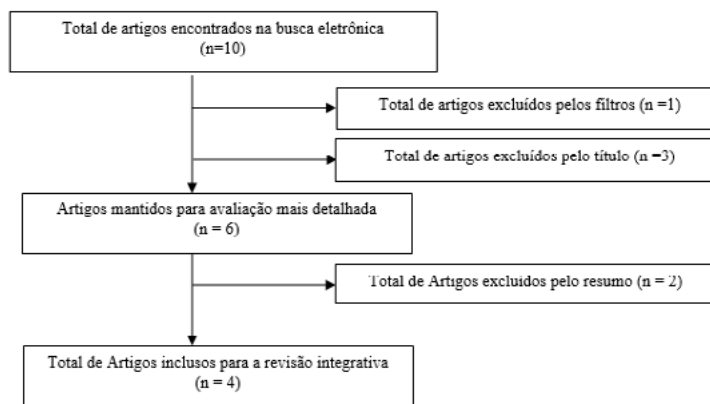 Total de artigos encontrados na busca eletrônica
(n=10)
Total de artigos excluídos pelos filtros (n =1)
Total de artigos excluídos pelo título (n =3)
Artigos mantidos para avaliação mais detalhada
(n = 6)
Total de Artigos excluidos pelo resumo (n = 2)
Total de Artigos inclusos para a revisão integrativa
(n = 4)